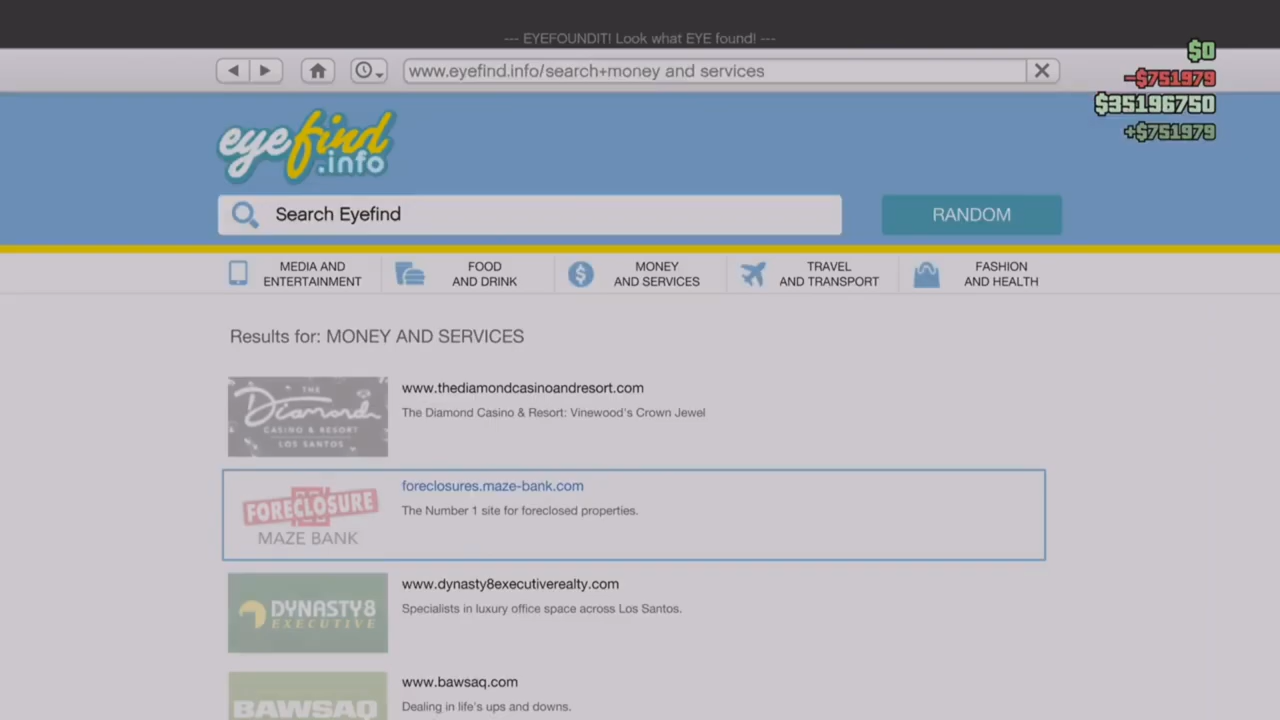 --- EYEFOUNDIT! Look what EYE found! ---
$0
www.eyefind.info/search+money and services
-$751979
$35196750
+$751979
eyefind
.info
Search Eyefind
RANDOM
MEDIA AND
ENTERTAINMENT
FOOD
AND DRINK
MONEY
AND SERVICES
TRAVEL
AND TRANSPORT
FASHION
AND HEALTH
Results for: MONEY AND SERVICES
THE
Diamond
CASINO & RESORT
LOS SANTOS
www.thediamondcasinoandresort.com
The Diamond Casino & Resort: Vinewood's Crown Jewel
FORECLOSURE
MAZE BANK
foreclosures.maze-bank.com
The Number 1 site for foreclosed properties.
DYNASTY8
EXECUTIVE
www.dynasty8executiverealty.com
Specialists in luxury office space across Los Santos.
BAWSAQ
www.bawsaq.com
Dealing in life's ups and downs.